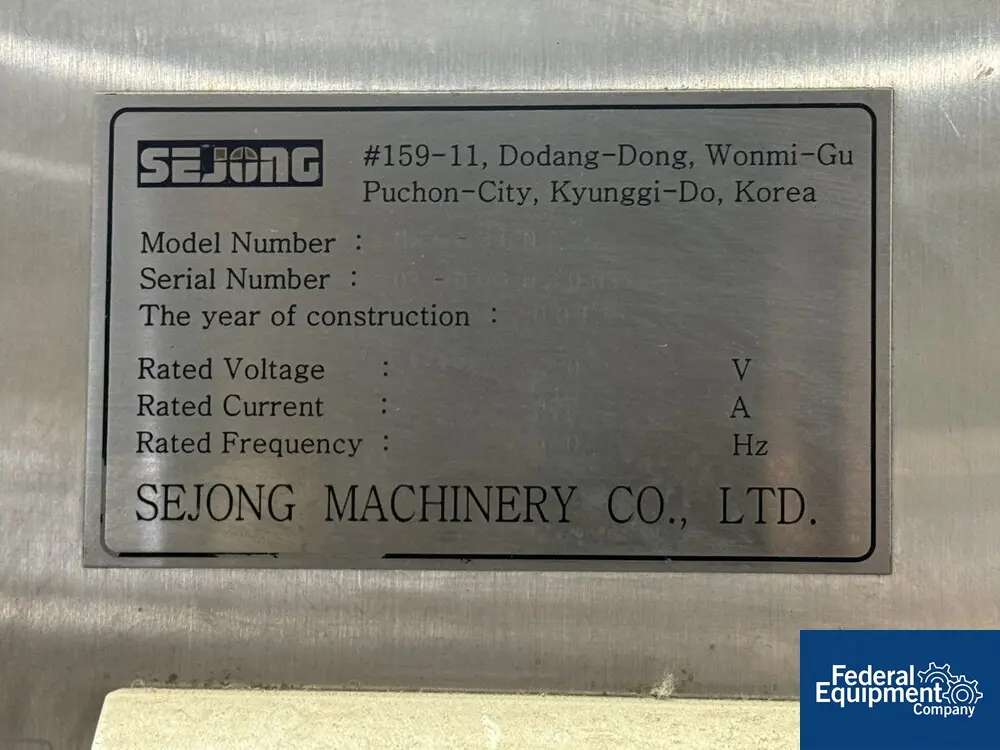 SEJONG
#159-11, Dodang-Dong, Wonmi-Gu
Puchon-City, Kyunggi-Do, Korea
Model Number :
Serial Number :
The year of construction :
Rated Voltage : V
Rated Current : A
Rated Frequency : Hz
SEJONG MACHINERY CO., LTD.
Federal
Equipment
Company